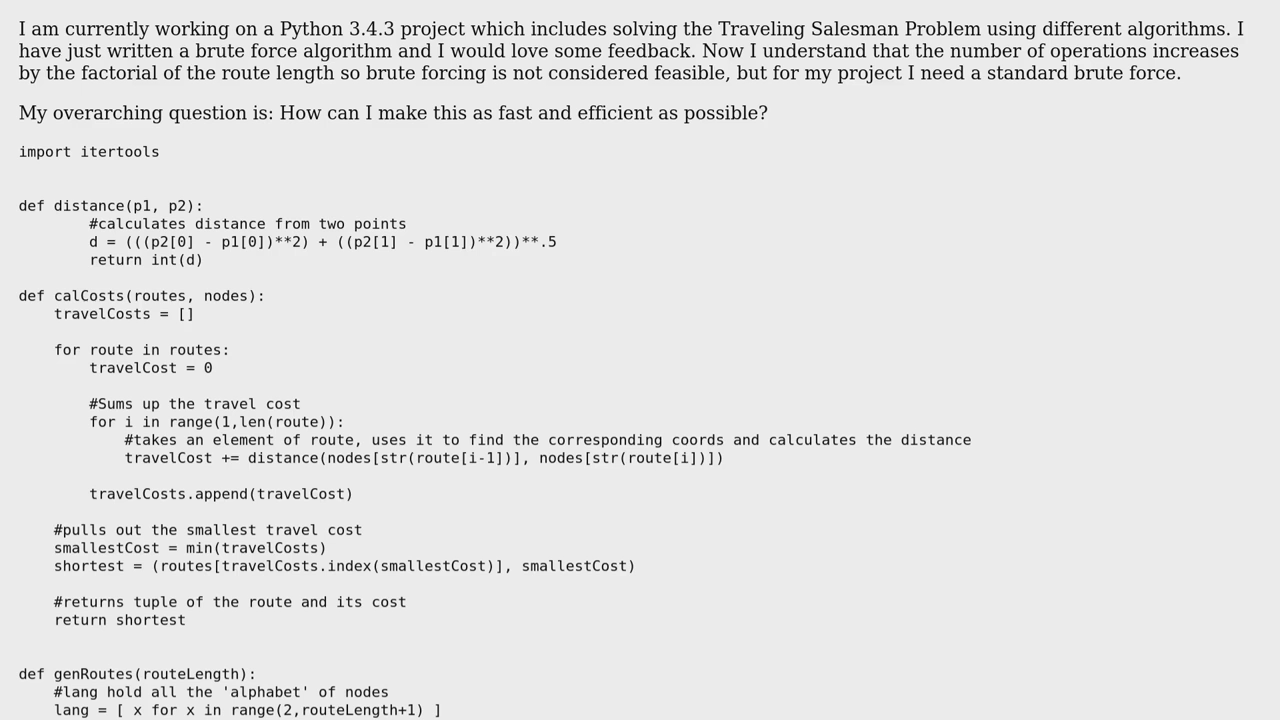 I am currently working on a Python 3.4.3 project which includes solving the Traveling Salesman Problem using different algorithms. I
have just written a brute force algorithm and I would love some feedback. Now I understand that the number of operations increases
by the factorial of the route length so brute forcing is not considered feasible, but for my project I need a standard brute force.
My overarching question is: How can I make this as fast and efficient as possible?
import itertools
def distance(p1, p2):
        #calculates distance from two points
        d = (((p2[0] - p1[0])**2) + ((p2[1] - p1[1])**2))**.5
        return int(d)
def calCosts(routes, nodes):
    travelCosts = []
    for route in routes:
        travelCost = 0
        #Sums up the travel cost
        for i in range(1,len(route)):
            #takes an element of route, uses it to find the corresponding coords and calculates the distance
            travelCost += distance(nodes[str(route[i-1])], nodes[str(route[i])])
        travelCosts.append(travelCost)
    #pulls out the smallest travel cost
    smallestCost = min(travelCosts)
    shortest = (routes[travelCosts.index(smallestCost)], smallestCost)
    #returns tuple of the route and its cost
    return shortest
def genRoutes(routeLength):
    #lang hold all the 'alphabet' of nodes
    lang = [ x for x in range(2,routeLength+1) ]